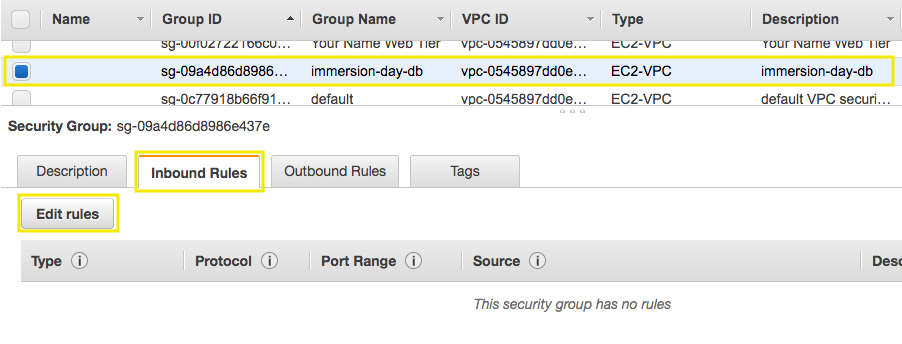 Name Group ID Group Name VPC ID Type Description
sg-00f02722166c0... Your Name Web Tier vpc-0545897dd0e... EC2-VPC Your Name Web Tier
sg-09a4d86d8986... immersion-day-db vpc-0545897dd0e... EC2-VPC immersion-day-db
sg-0c77918b66f91... default vpc-0545897dd0e... EC2-VPC default VPC securi...
Security Group: sg-09a4d86d8986e437e
Description Inbound Rules Outbound Rules Tags
Edit rules
Type i Protocol i Port Range i Source i Desc
This security group has no rules